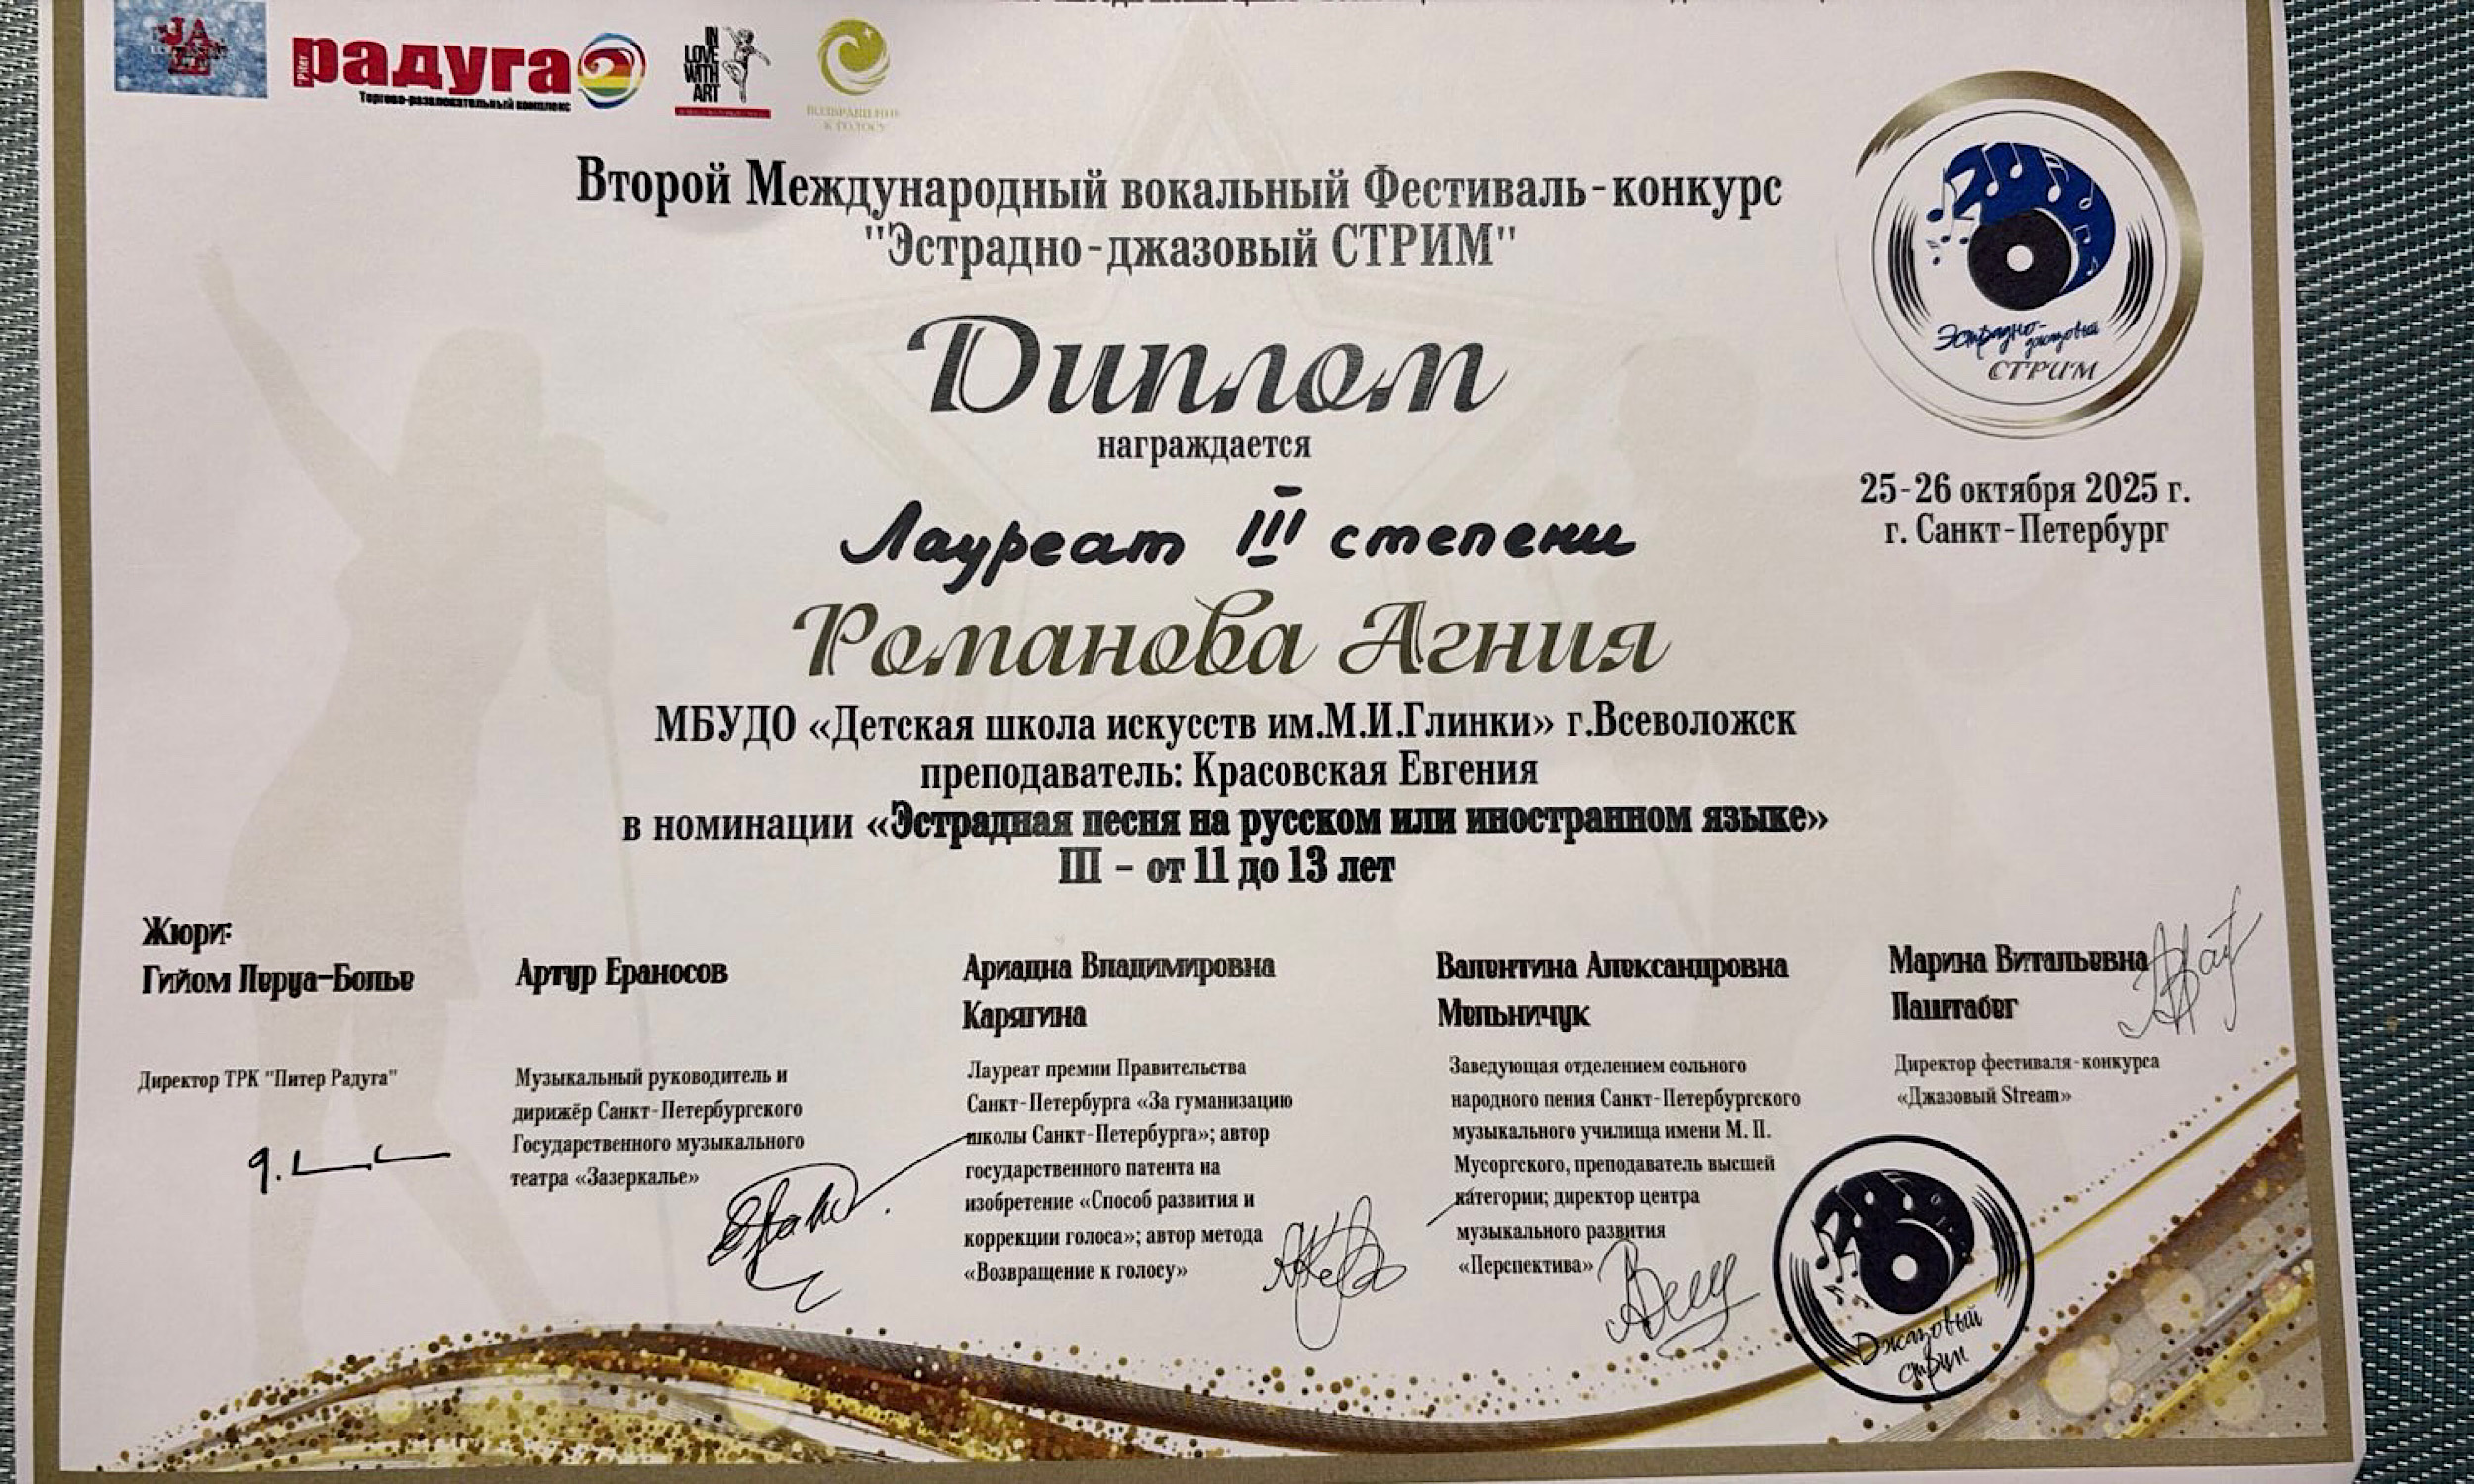 Piter
радуга
Торгово-развлекательный комплекс
IN
LOVE
WITH
ART
ВОЗВРАЩЕНИЕ
К ГОЛОСУ
Второй Международный вокальный Фестиваль-конкурс
"Эстрадно-джазовый СТРИМ"
Эстрадно-
джазовый
СТРИМ
Диплом
награждается
25-26 октября 2025 г.
г. Санкт-Петербург
Лауреат III степени
Романова Агния
МБУДО «Детская школа искусств им.М.И.Глинки» г.Всеволожск
преподаватель: Красовская Евгения
в номинации «Эстрадная песня на русском или иностранном языке»
III - от 11 до 13 лет
Жюри:
Гийом Леруа-Болье
Директор ТРК "Питер Радуга"
Артур Ераносов
Музыкальный руководитель и
дирижёр Санкт-Петербургского
Государственного музыкального
театра «Зазеркалье»
Ариадна Владимировна
Карягина
Лауреат премии Правительства
Санкт-Петербурга «За гуманизацию
школы Санкт-Петербурга»; автор
государственного патента на
изобретение «Способ развития и
коррекции голоса»; автор метода
«Возвращение к голосу»
Валентина Александровна
Мельничук
Заведующая отделением сольного
народного пения Санкт-Петербургского
музыкального училища имени М. П.
Мусоргского, преподаватель высшей
категории; директор центра
музыкального развития
«Перспектива»
Марина Витальевна
Паштабег
Директор фестиваля-конкурса
«Джазовый Stream»
Джазовый
стрим